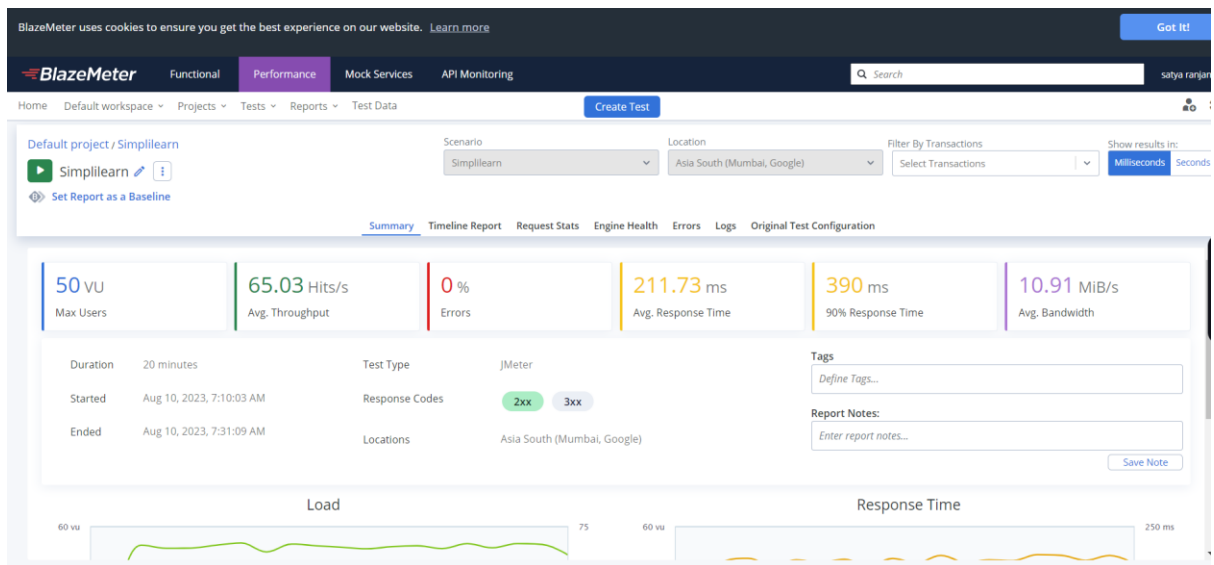 BlazeMeter uses cookies to ensure you get the best experience on our website. Learn more Got It!
BlazeMeter Functional Performance Mock Services API Monitoring Search satya ranjan
Home Default workspace Projects Tests Reports Test Data Create Test
Default project / Simplilearn
Simplilearn
Set Report as a Baseline
Scenario
Simplilearn
Location
Asia South (Mumbai, Google)
Filter By Transactions
Select Transactions
Show results in:
Milliseconds Seconds
Summary Timeline Report Request Stats Engine Health Errors Logs Original Test Configuration
50 VU
Max Users
65.03 Hits/s
Avg. Throughput
0 %
Errors
211.73 ms
Avg. Response Time
390 ms
90% Response Time
10.91 MiB/s
Avg. Bandwidth
Duration 20 minutes
Started Aug 10, 2023, 7:10:03 AM
Ended Aug 10, 2023, 7:31:09 AM
Test Type JMeter
Response Codes 2xx 3xx
Locations Asia South (Mumbai, Google)
Tags
Define Tags...
Report Notes:
Enter report notes...
Save Note
Load
60 vu 75
Response Time
60 vu 250 ms